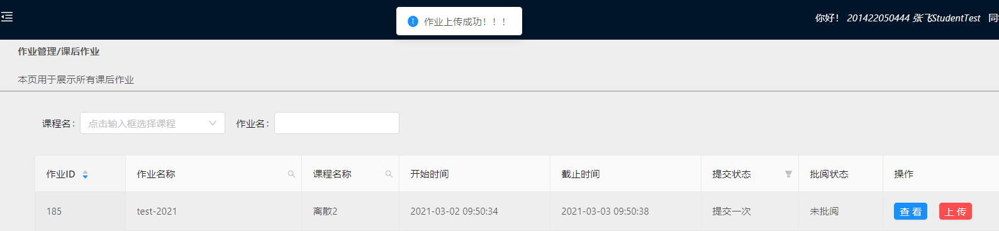 作业上传成功！！！
你好！ 201422050444 张飞StudentTest 同
作业管理/课后作业
本页用于展示所有课后作业
课程名： 点击输入框选择课程 作业名：
作业ID 作业名称 课程名称 开始时间 截止时间 提交状态 批阅状态 操作
185 test-2021 离散2 2021-03-02 09:50:34 2021-03-03 09:50:38 提交一次 未批阅 查 看 上 传